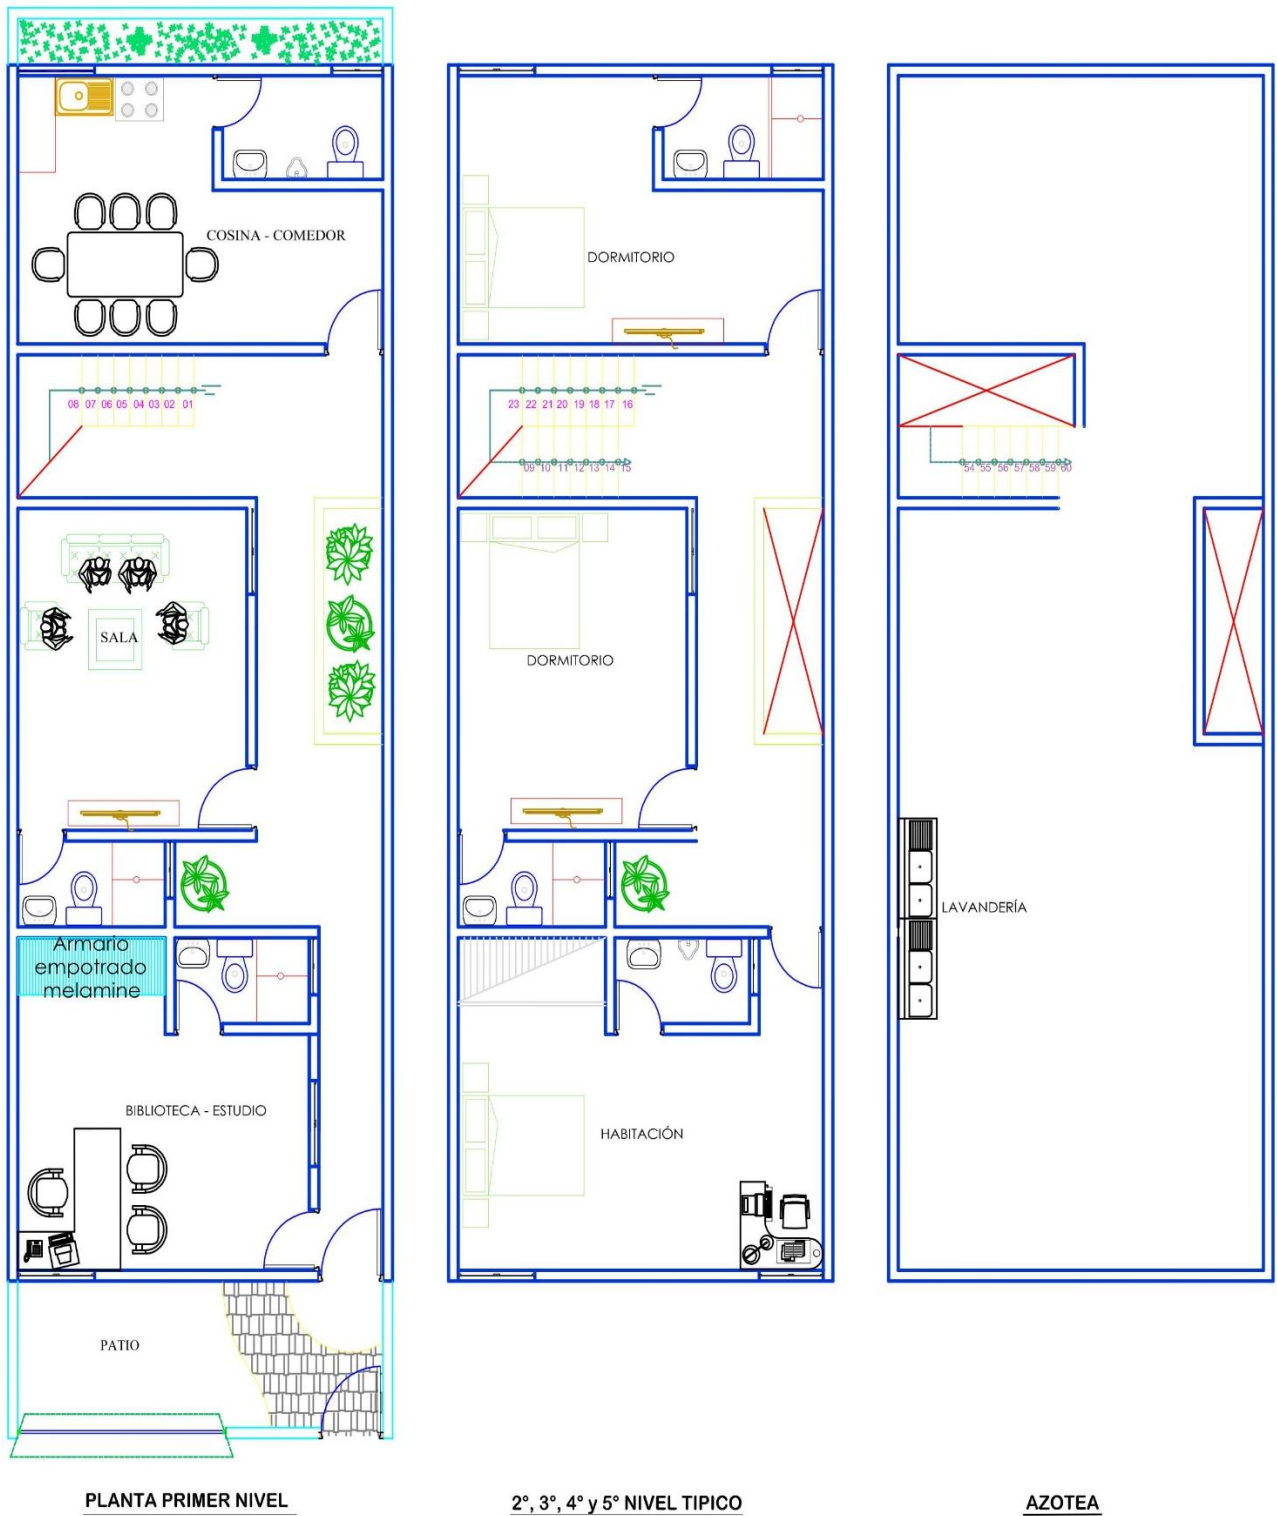 COSINA - COMEDOR
08 07 06 05 04 03 02 01
SALA
Armario
empotrado
melamine
BIBLIOTECA - ESTUDIO
PATIO
PLANTA PRIMER NIVEL
DORMITORIO
23 22 21 20 19 18 17 16
09 10 11 12 13 14 15
DORMITORIO
HABITACIÓN
2°, 3°, 4° y 5° NIVEL TIPICO
54 55 56 57 58 59 60
LAVANDERÍA
AZOTEA